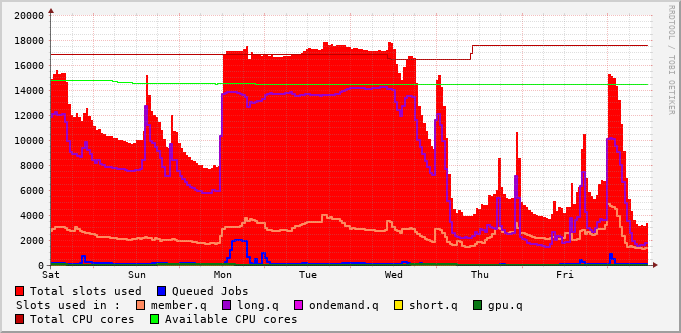 20000
18000
16000
14000
12000
10000
8000
6000
4000
2000
0
Sat Sun Mon Tue Wed Thu Fri
Total slots used Queued Jobs
Slots used in : member.q long.q ondemand.q short.q gpu.q
Total CPU cores Available CPU cores
RRDTOOL / TOBI OETIKER